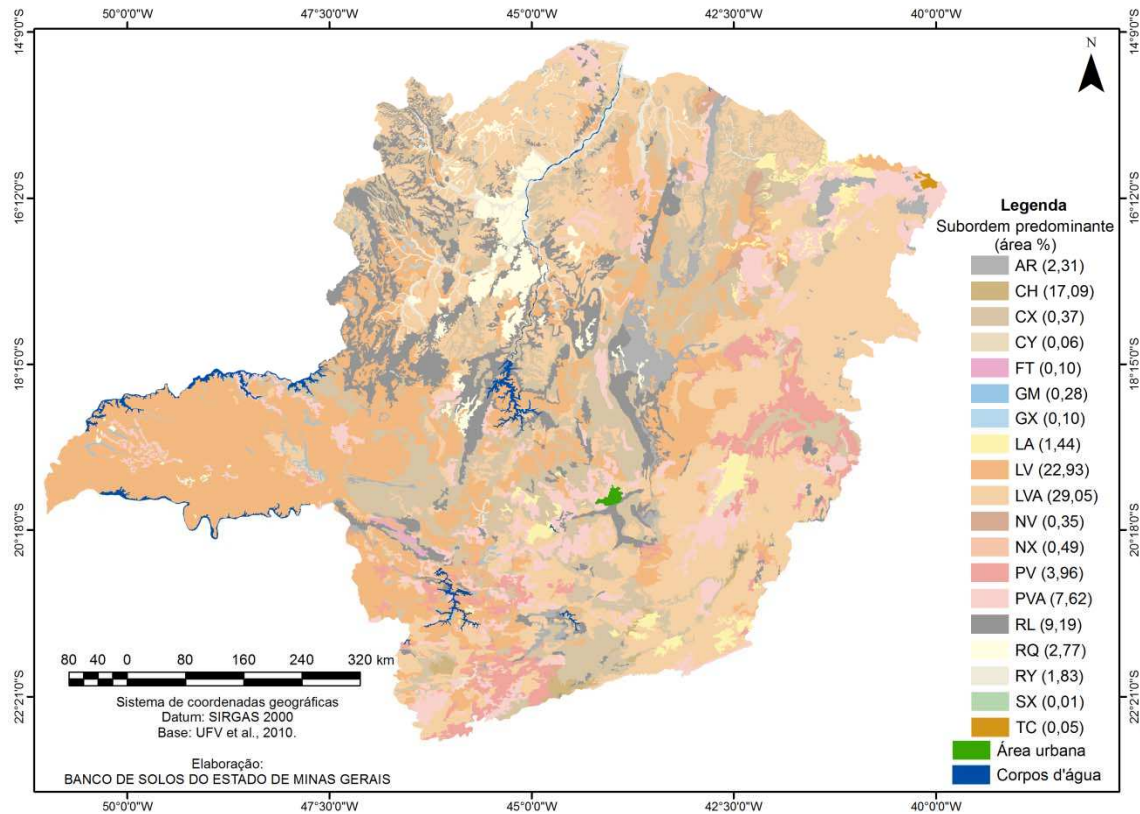 50°0'0"W 47°30'0"W 45°0'0"W 42°30'0"W 40°0'0"W
14°9'0"S 14°9'0"S
N
16°12'0"S 16°12'0"S
Legenda
Subordem predominante
(área %)
AR (2,31)
CH (17,09)
CX (0,37)
CY (0,06)
FT (0,10)
GM (0,28)
GX (0,10)
LA (1,44)
LV (22,93)
LVA (29,05)
NV (0,35)
NX (0,49)
PV (3,96)
PVA (7,62)
RL (9,19)
RQ (2,77)
RY (1,83)
SX (0,01)
TC (0,05)
Área urbana
Corpos d'água
18°15'0"S 18°15'0"S
20°18'0"S 20°18'0"S
22°21'0"S 22°21'0"S
80 40 0 80 160 240 320 km
Sistema de coordenadas geográficas
Datum: SIRGAS 2000
Base: UFV et al., 2010.
Elaboração:
BANCO DE SOLOS DO ESTADO DE MINAS GERAIS
50°0'0"W 47°30'0"W 45°0'0"W 42°30'0"W 40°0'0"W